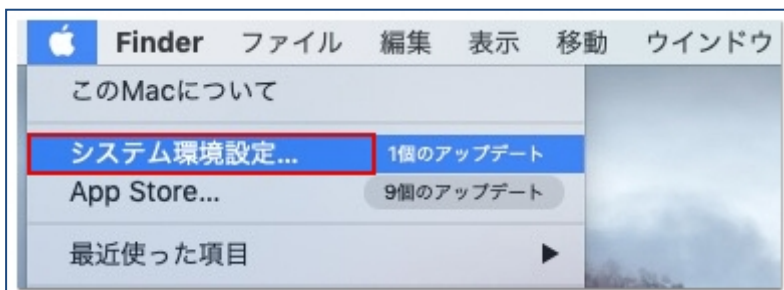 Finder ファイル 編集 表示 移動 ウインドウ
このMacについて
システム環境設定... 1個のアップデート
App Store... 9個のアップデート
最近使った項目